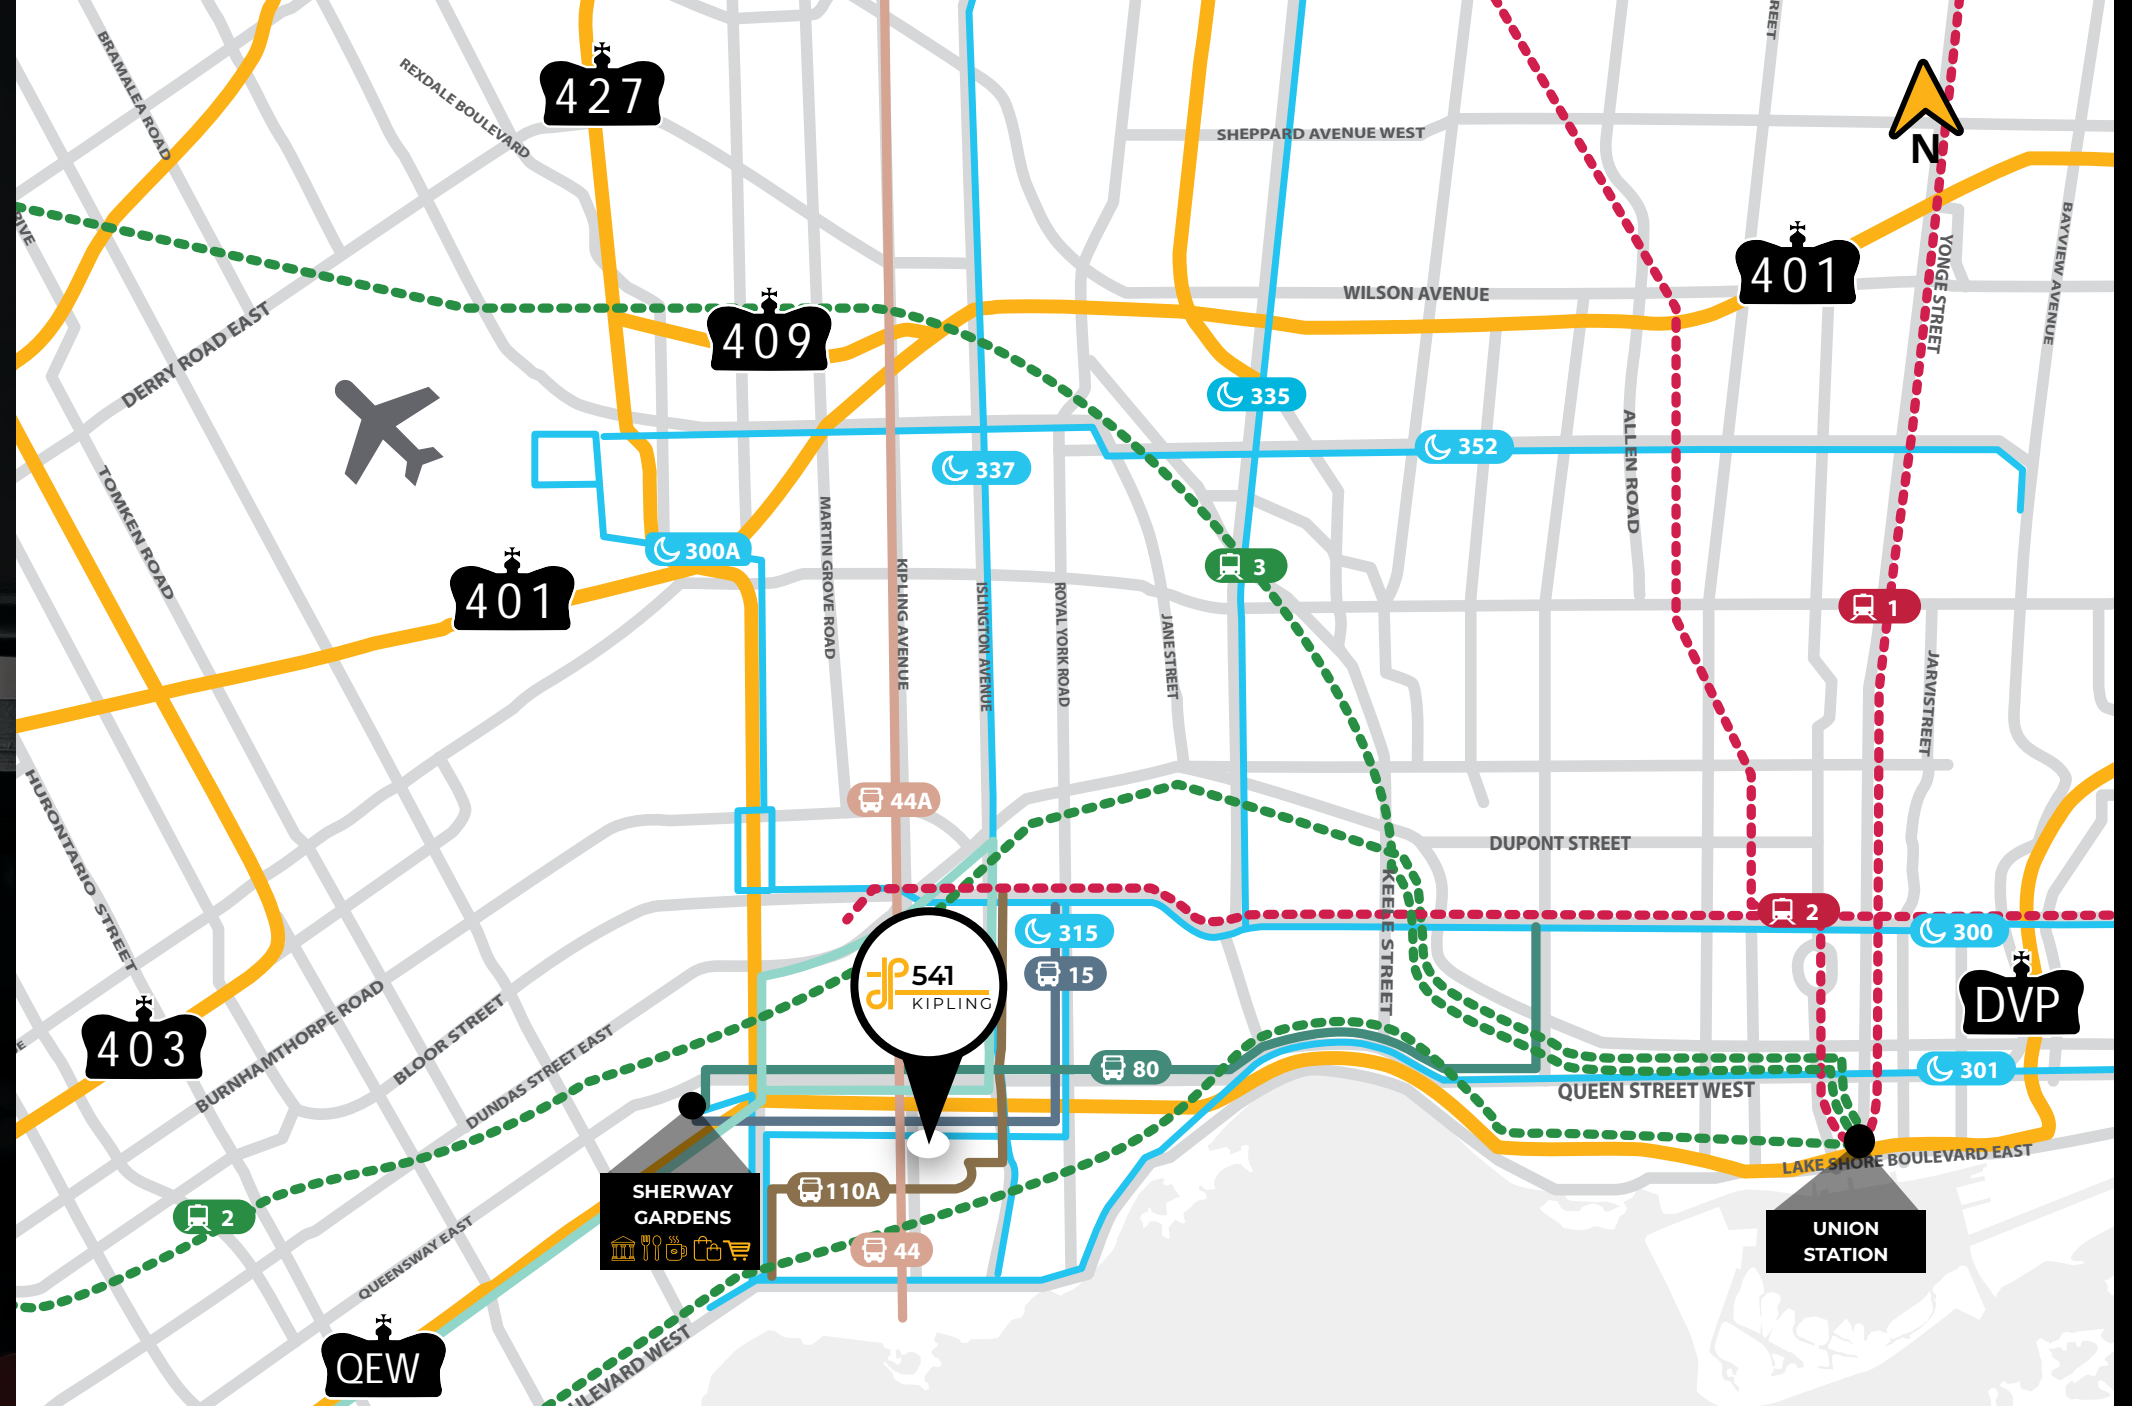 BRAMALEA ROAD
REXDALE BOULEVARD
427
SHEPPARD AVENUE WEST
N
401
YONGE STREET
BAYVIEW AVENUE
WILSON AVENUE
409
DERRY ROAD EAST
335
352
337
ALLEN ROAD
TOMKEN ROAD
MARTIN GROVE ROAD
300A
401
KIPLING AVENUE
ISLINGTON AVENUE
ROYAL YORK ROAD
JANE STREET
3
1
JARVISTREET
HURONTARIO STREET
44A
DUPONT STREET
KEELE STREET
2
315
300
541
KIPLING
15
DVP
403
BURNHAMTHORPE ROAD
BLOOR STREET
DUNDAS STREET EAST
80
301
QUEEN STREET WEST
LAKE SHORE BOULEVARD EAST
SHERWAY
GARDENS
110A
2
44
QUEENSWAY EAST
UNION
STATION
QEW
ULEVARD WEST